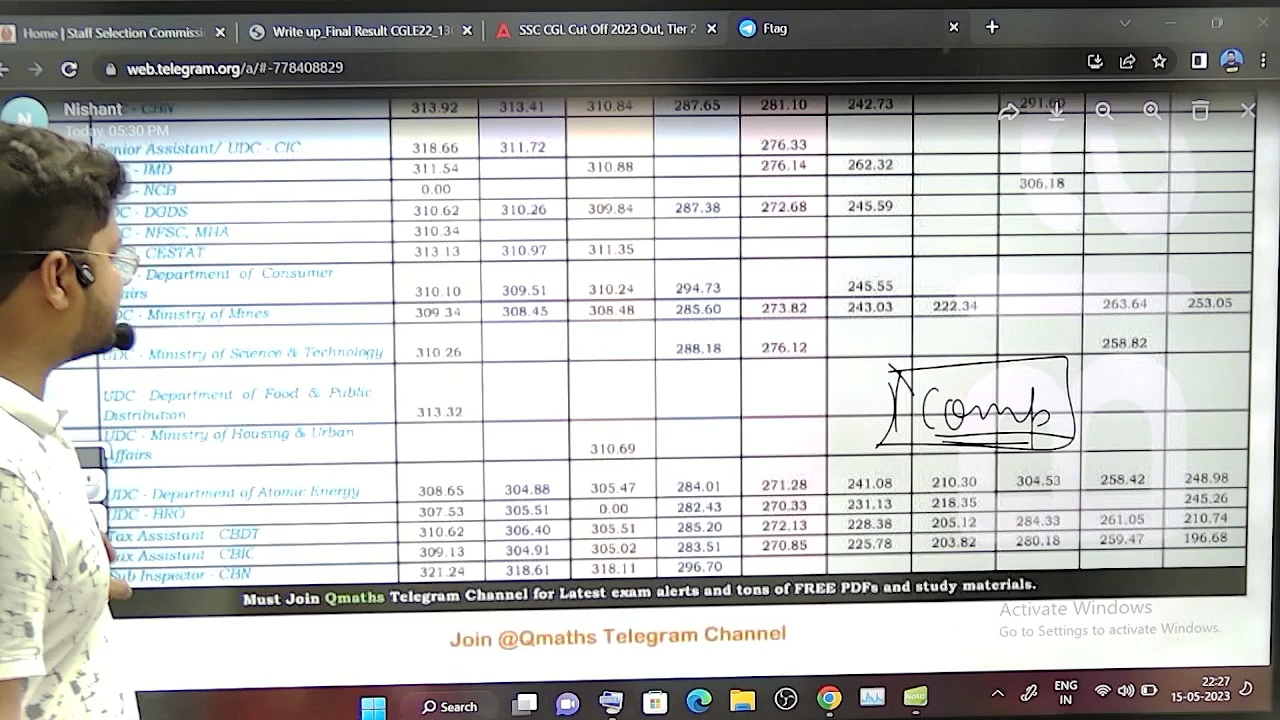 Home | Staff Selection Commissi
Write up_Final Result CGLE22_13
SSC CGL Cut Off 2023 Out, Tier 2
Flag
web.telegram.org/a/#-778408829
N
Nishant
Today, 05:30 PM
CBN 313.92 313.41 310.84 287.65 281.10 242.73
Senior Assistant/ UDC - CIC 318.66 311.72 276.33
- IMD 311.54 310.88 276.14 262.32
- NCB 0.00 306.18
DC - DGDS 310.62 310.26 309.84 287.38 272.68 245.59
C - NFSC, MHA 310.34
CESTAT 313.13 310.97 311.35
- Department of Consumer
airs 310.10 309.51 310.24 294.73 245.55
DC - Ministry of Mines 309.34 308.45 308.48 285.60 273.82 243.03 222.34 263.64 253.05
UDC - Ministry of Science & Technology 310.26 288.18 276.12 258.82
UDC - Department of Food & Public
Distribution 313.32
UDC - Ministry of Housing & Urban
Affairs 310.69
Comb
UDC - Department of Atomic Energy 308.65 304.88 305.47 284.01 271.28 241.08 210.30 304.53 258.42 248.98
UDC - BRO 307.53 305.51 0.00 282.43 270.33 231.13 218.35 245.26
Tax Assistant CBDT 310.62 306.40 305.51 285.20 272.13 228.38 205.12 284.33 261.05 210.74
Tax Assistant CBIC 309.13 304.91 305.02 283.51 270.85 225.78 203.82 280.18 259.47 196.68
Sub Inspector - CBN 321.24 318.61 318.11 296.70
Must Join Qmaths Telegram Channel for Latest exam alerts and tons of FREE PDFs and study materials.
Join @Qmaths Telegram Channel
Activate Windows
Go to Settings to activate Windows.
Search
ENG
IN
22:27
15-05-2023